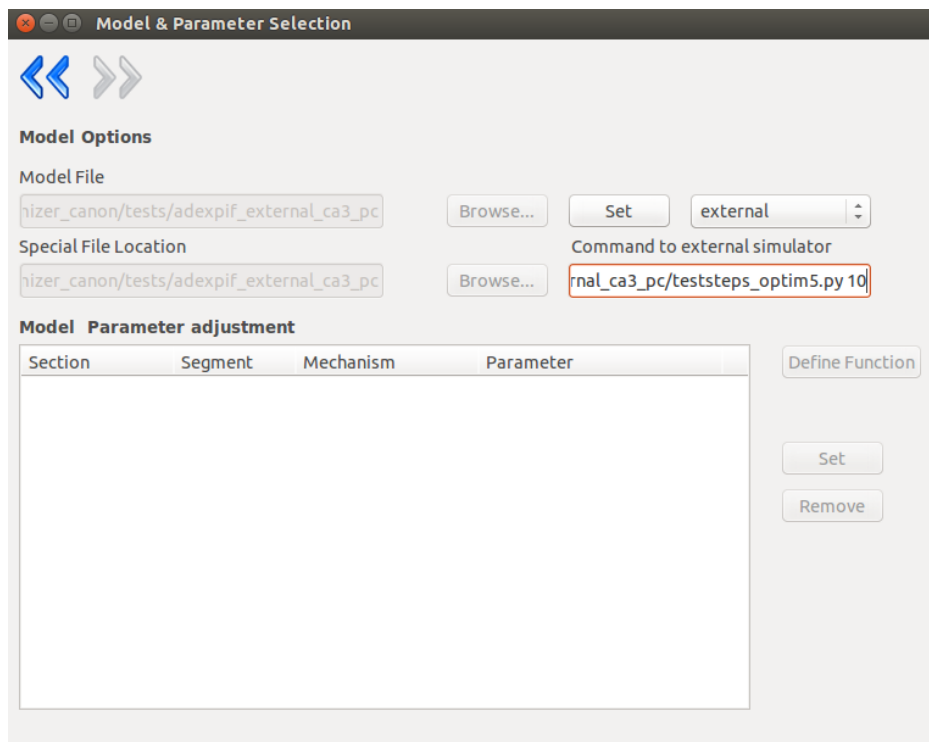 Model & Parameter Selection
Model Options
Model File
nizer_canon/tests/adexpif_external_ca3_pc Browse... Set external
Special File Location Command to external simulator
nizer_canon/tests/adexpif_external_ca3_pc Browse... rnal_ca3_pc/teststeps_optim5.py 10
Model Parameter adjustment
Section Segment Mechanism Parameter Define Function
Set
Remove